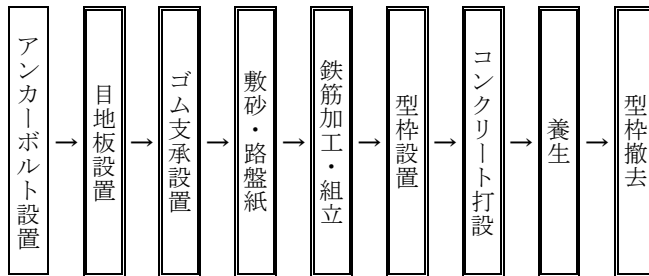 アンカーボルト設置
→
目地板設置
→
ゴム支承設置
→
敷砂・路盤紙
→
鉄筋加工・組立
→
型枠設置
→
コンクリート打設
→
養生
→
型枠撤去